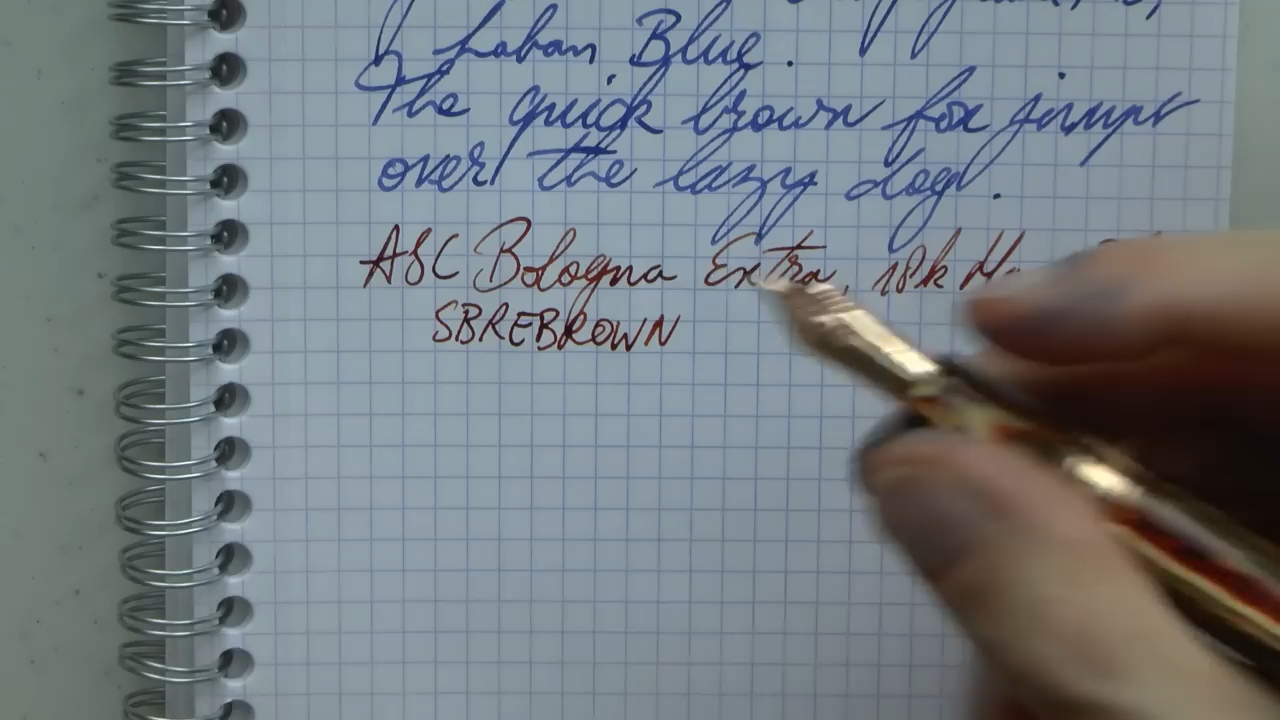 Laban Blue.
The quick brown fox jumps
over the lazy dog.
ASC Bologna Extra, 18k
SBREBROWN